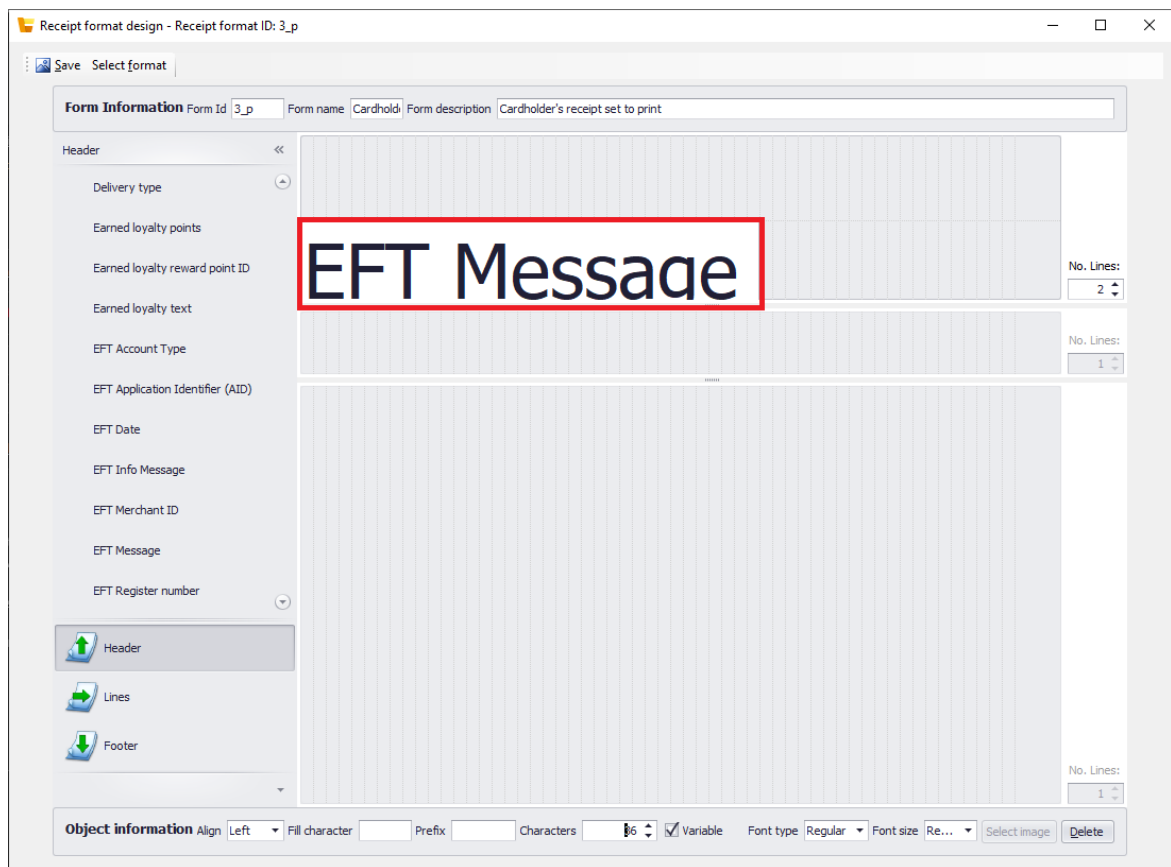 Receipt format design - Receipt format ID: 3_p
Save Select format
Form Information Form Id 3_p Form name Cardhold Form description Cardholder's receipt set to print
Header
Delivery type
Earned loyalty points
Earned loyalty reward point ID
Earned loyalty text
EFT Account Type
EFT Application Identifier (AID)
EFT Date
EFT Info Message
EFT Merchant ID
EFT Message
EFT Register number
Header
Lines
Footer
EFT Message
No. Lines:
2
No. Lines:
1
No. Lines:
1
Object information Align Left Fill character Prefix Characters 36 Variable Font type Regular Font size Re... Select image Delete